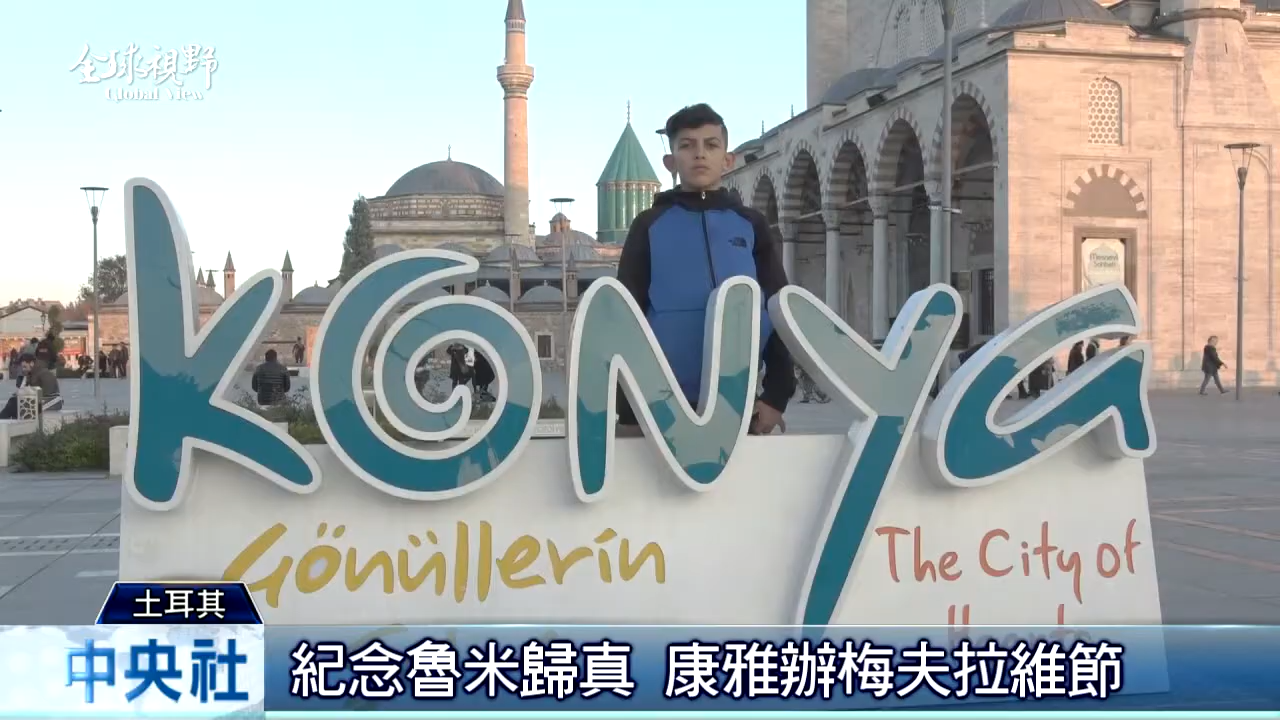 全球視野
Global View
KONYA
Gönüllerin
The City of
土耳其
中央社
紀念魯米歸真 康雅辦梅夫拉維節